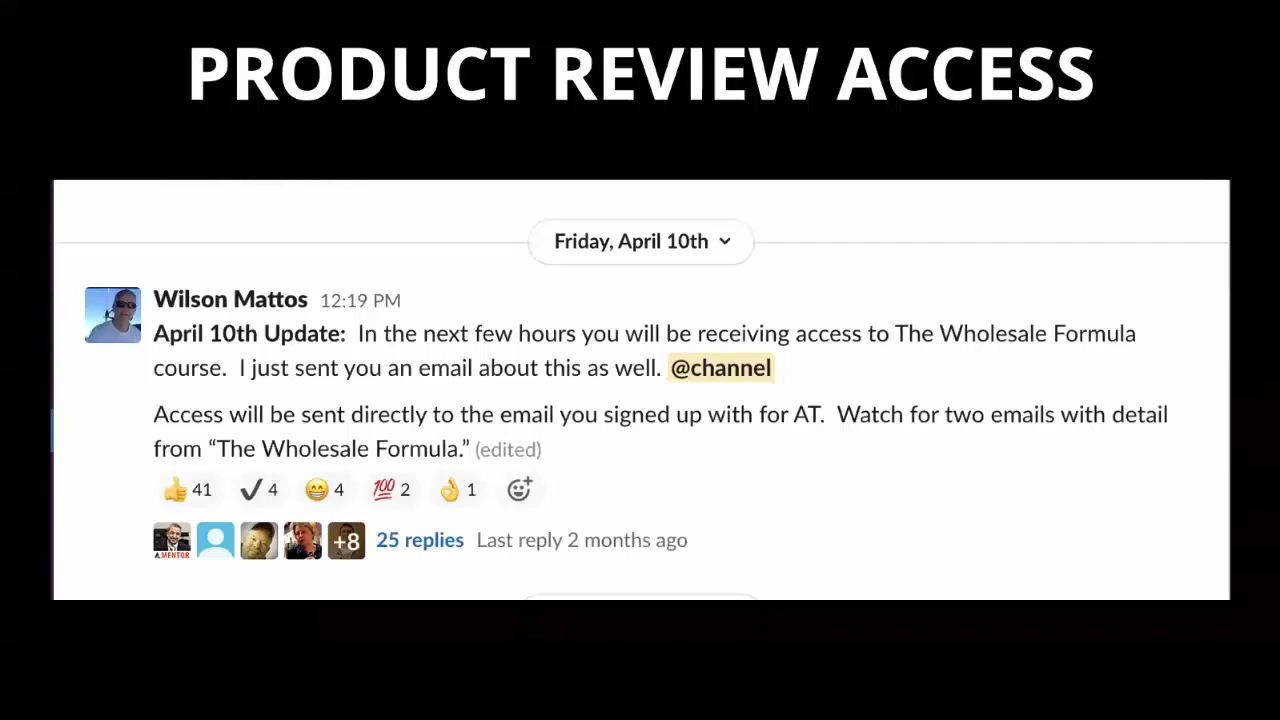 PRODUCT REVIEW ACCESS
Friday, April 10th
Wilson Mattos 12:19 PM
April 10th Update: In the next few hours you will be receiving access to The Wholesale Formula
course. I just sent you an email about this as well. @channel
Access will be sent directly to the email you signed up with for AT. Watch for two emails with detail
from “The Wholesale Formula.” (edited)
41 4 4 2 1
AMENTOR +8 25 replies Last reply 2 months ago